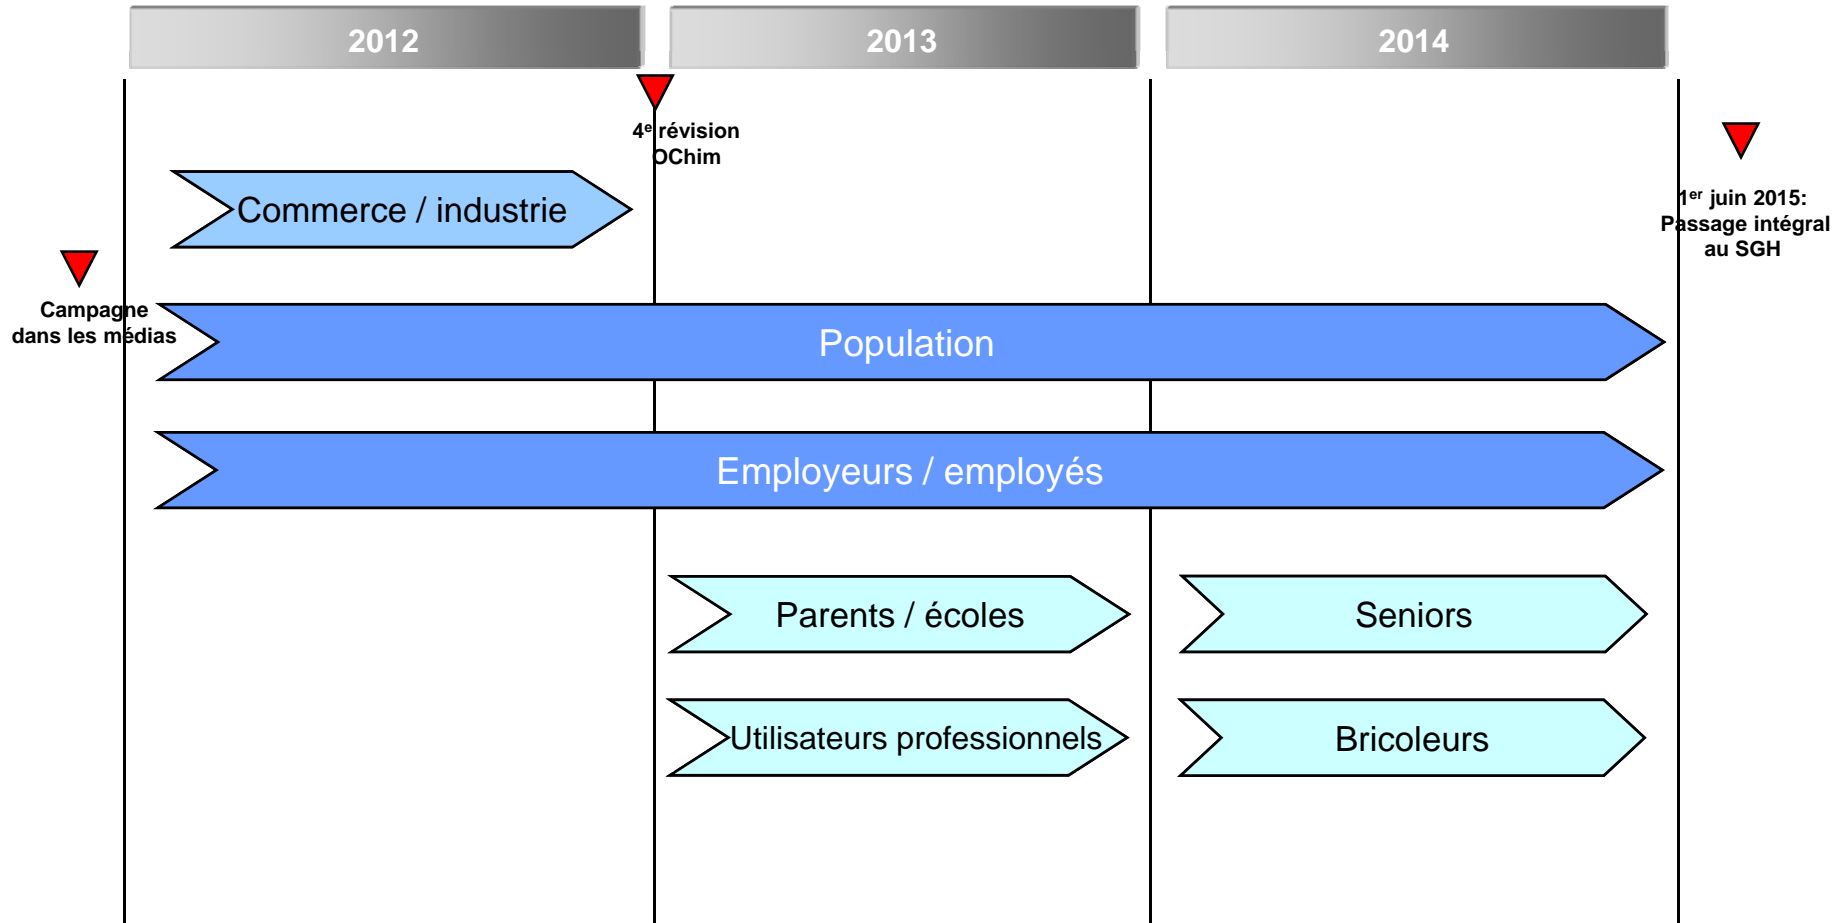 2012
2013
2014
4e révision
OChim
Commerce / industrie
1er juin 2015:
Passage intégral
au SGH
Campagne
dans les médias
Population
Employeurs / employés
Parents / écoles
Seniors
Utilisateurs professionnels
Bricoleurs